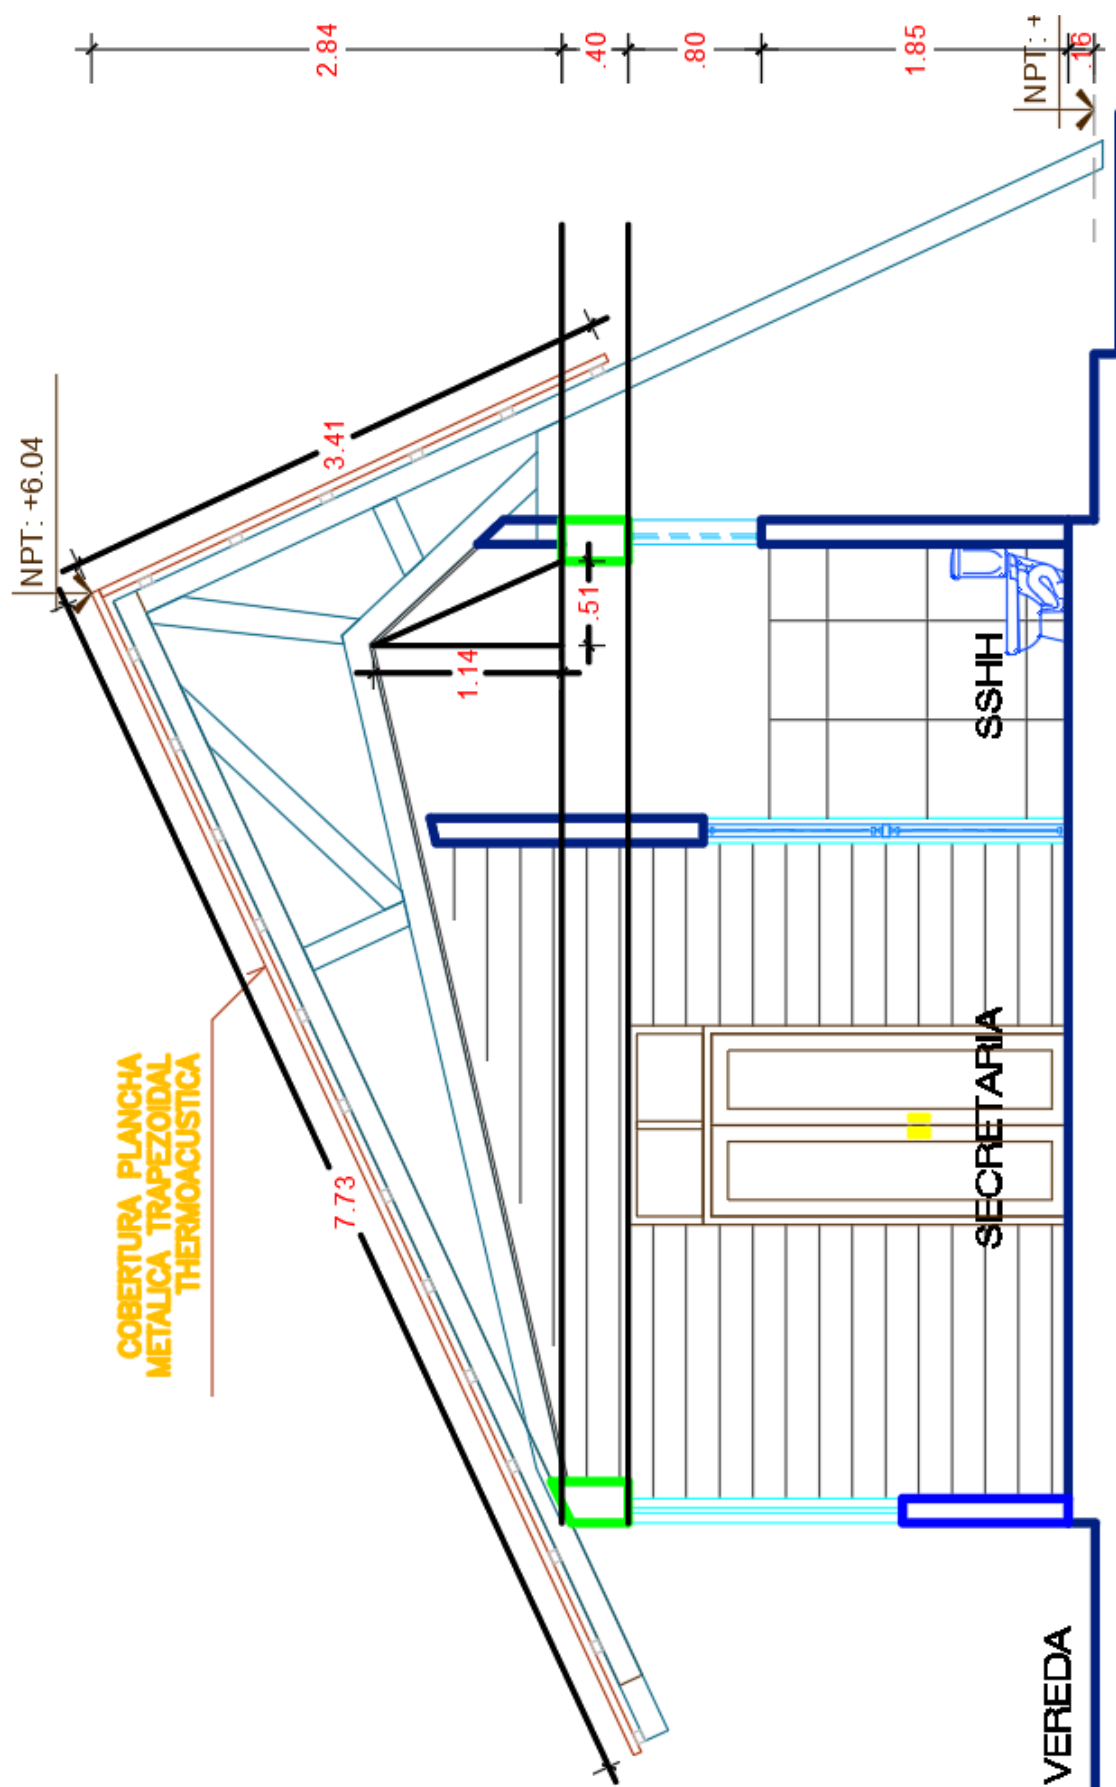 2.84
.40
.80
1.85
.16
NPT: +
NPT: +6.04
3.41
.51
1.14
7.73
COBERTURA PLANCHA
METALICA TRAPEZOIDAL
THERMOACUSTICA
SSHH
SECRETARIA
VEREDA